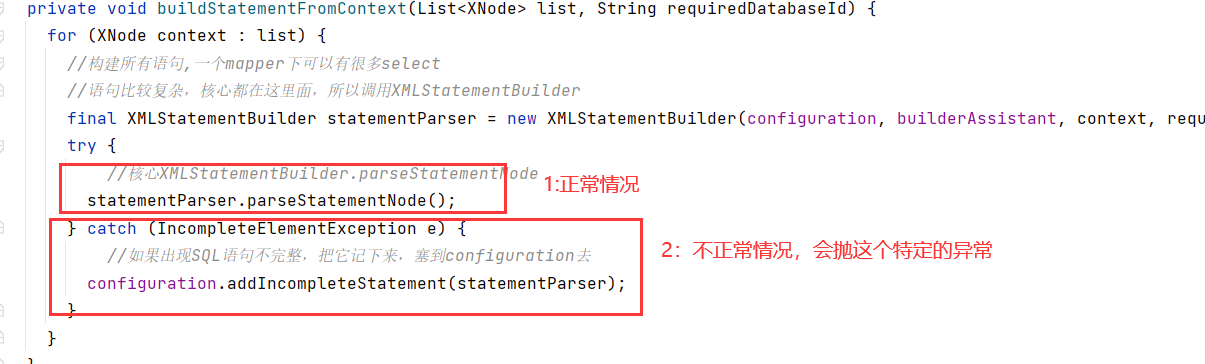 private void buildStatementFromContext(List<XNode> list, String requiredDatabaseId) {
for (XNode context : list) {
//构建所有语句,一个mapper下可以有很多select
//语句比较复杂，核心都在这里面，所以调用XMLStatementBuilder
final XMLStatementBuilder statementParser = new XMLStatementBuilder(configuration, builderAssistant, context, requ
try {
//核心XMLStatementBuilder.parseStatementNode
1:正常情况
statementParser.parseStatementNode();
} catch (IncompleteElementException e) {
//如果出现SQL语句不完整，把它记下来，塞到configuration去
2：不正常情况，会抛这个特定的异常
configuration.addIncompleteStatement(statementParser);
}
}
}